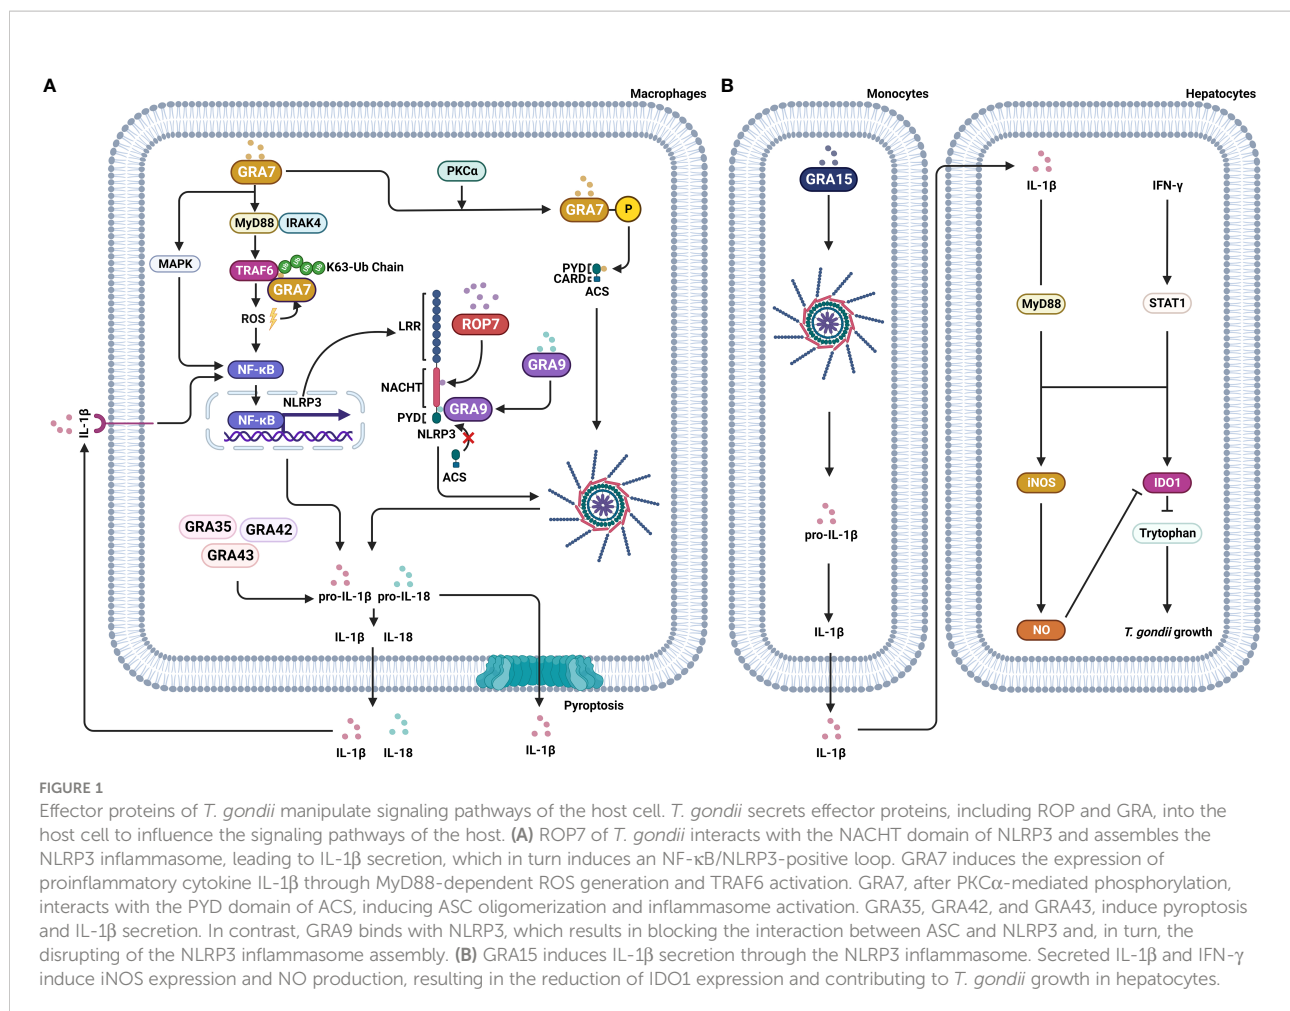 A
B
Macrophages
Monocytes
Hepatocytes
GRA7
PKCα
GRA7
P
MyD88
IRAK4
MAPK
TRAF6
S
S
S
S
S
K63-Ub Chain
GRA7
PYD
CARD
ACS
ROS
LRR
ROP7
NF-κB
GRA9
NACHT
NLRP3
GRA9
PYD
NF-κB
NLRP3
ACS
IL-1β
GRA35
GRA42
GRA43
pro-IL-1β
pro-IL-18
IL-1β
IL-18
Pyroptosis
IL-1β
IL-18
IL-1β
GRA15
pro-IL-1β
IL-1β
IL-1β
IL-1β
IFN-γ
MyD88
STAT1
iNOS
IDO1
Trytophan
NO
T. gondii growth
FIGURE 1
Effector proteins of T. gondii manipulate signaling pathways of the host cell. T. gondii secrets effector proteins, including ROP and GRA, into the
host cell to influence the signaling pathways of the host. (A) ROP7 of T. gondii interacts with the NACHT domain of NLRP3 and assembles the
NLRP3 inflammasome, leading to IL-1β secretion, which in turn induces an NF-κB/NLRP3-positive loop. GRA7 induces the expression of
proinflammatory cytokine IL-1β through MyD88-dependent ROS generation and TRAF6 activation. GRA7, after PKCα-mediated phosphorylation,
interacts with the PYD domain of ACS, inducing ASC oligomerization and inflammasome activation. GRA35, GRA42, and GRA43, induce pyroptosis
and IL-1β secretion. In contrast, GRA9 binds with NLRP3, which results in blocking the interaction between ASC and NLRP3 and, in turn, the
disrupting of the NLRP3 inflammasome assembly. (B) GRA15 induces IL-1β secretion through the NLRP3 inflammasome. Secreted IL-1β and IFN-γ
induce iNOS expression and NO production, resulting in the reduction of IDO1 expression and contributing to T. gondii growth in hepatocytes.